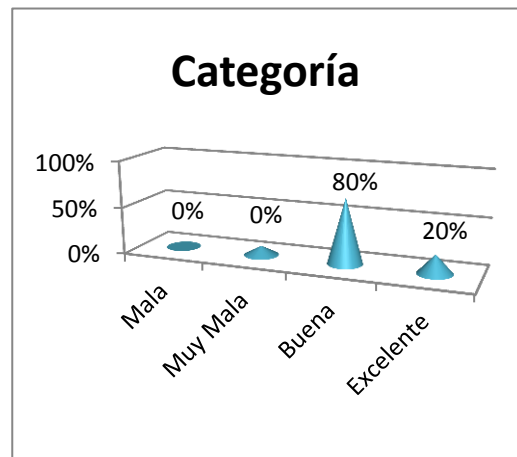 Categoría
100%
50%
0%
0%
0%
80%
20%
Mala
Muy Mala
Buena
Excelente